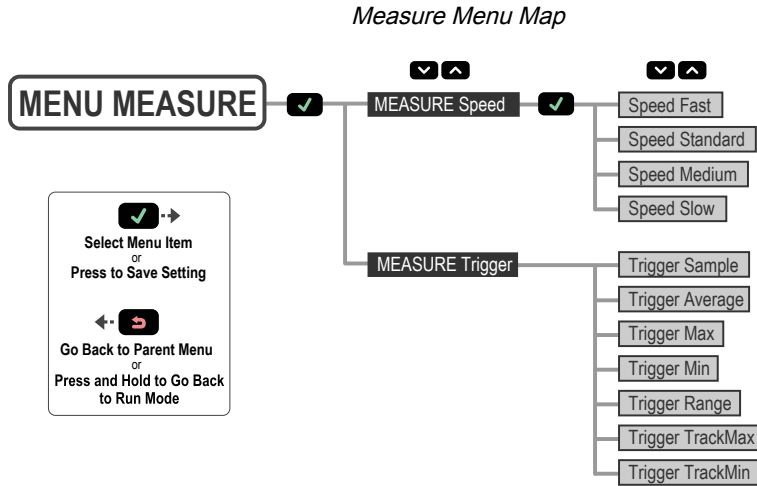 Measure Menu Map
MENU MEASURE
MEASURE Speed
Speed Fast
Speed Standard
Speed Medium
Speed Slow
Select Menu Item
or
Press to Save Setting
Go Back to Parent Menu
or
Press and Hold to Go Back
to Run Mode
MEASURE Trigger
Trigger Sample
Trigger Average
Trigger Max
Trigger Min
Trigger Range
Trigger TrackMax
Trigger TrackMin